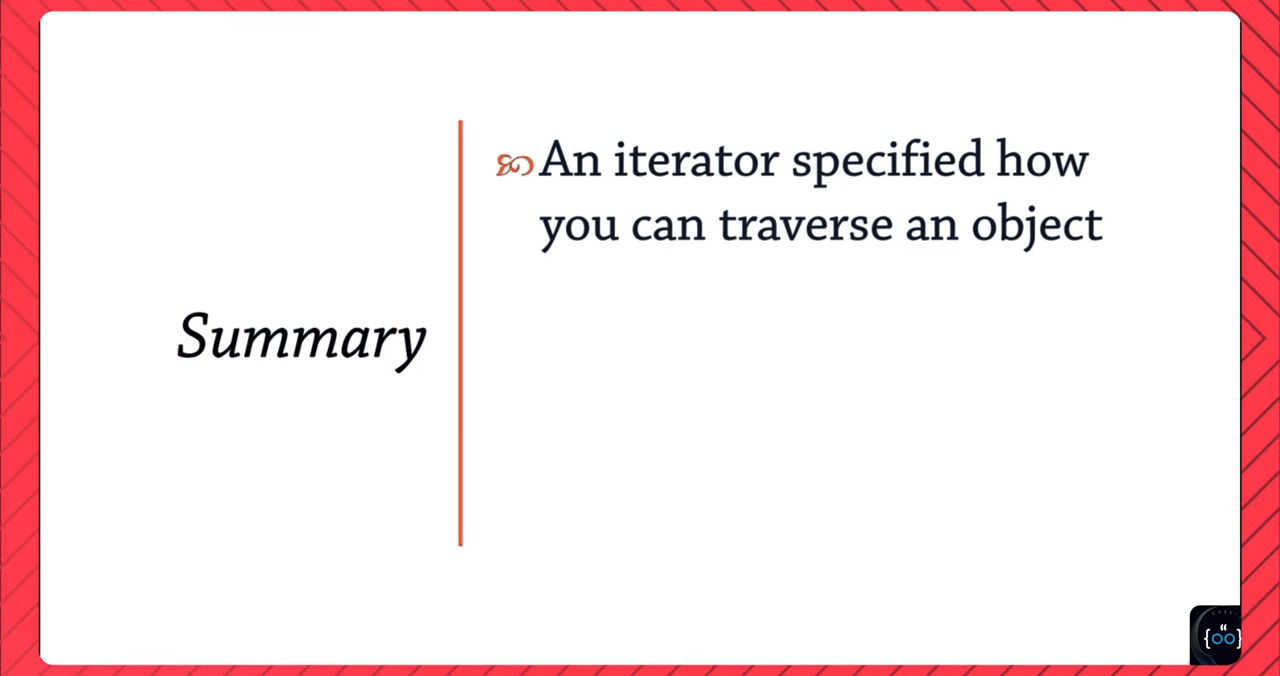 Summary
An iterator specified how
you can traverse an object